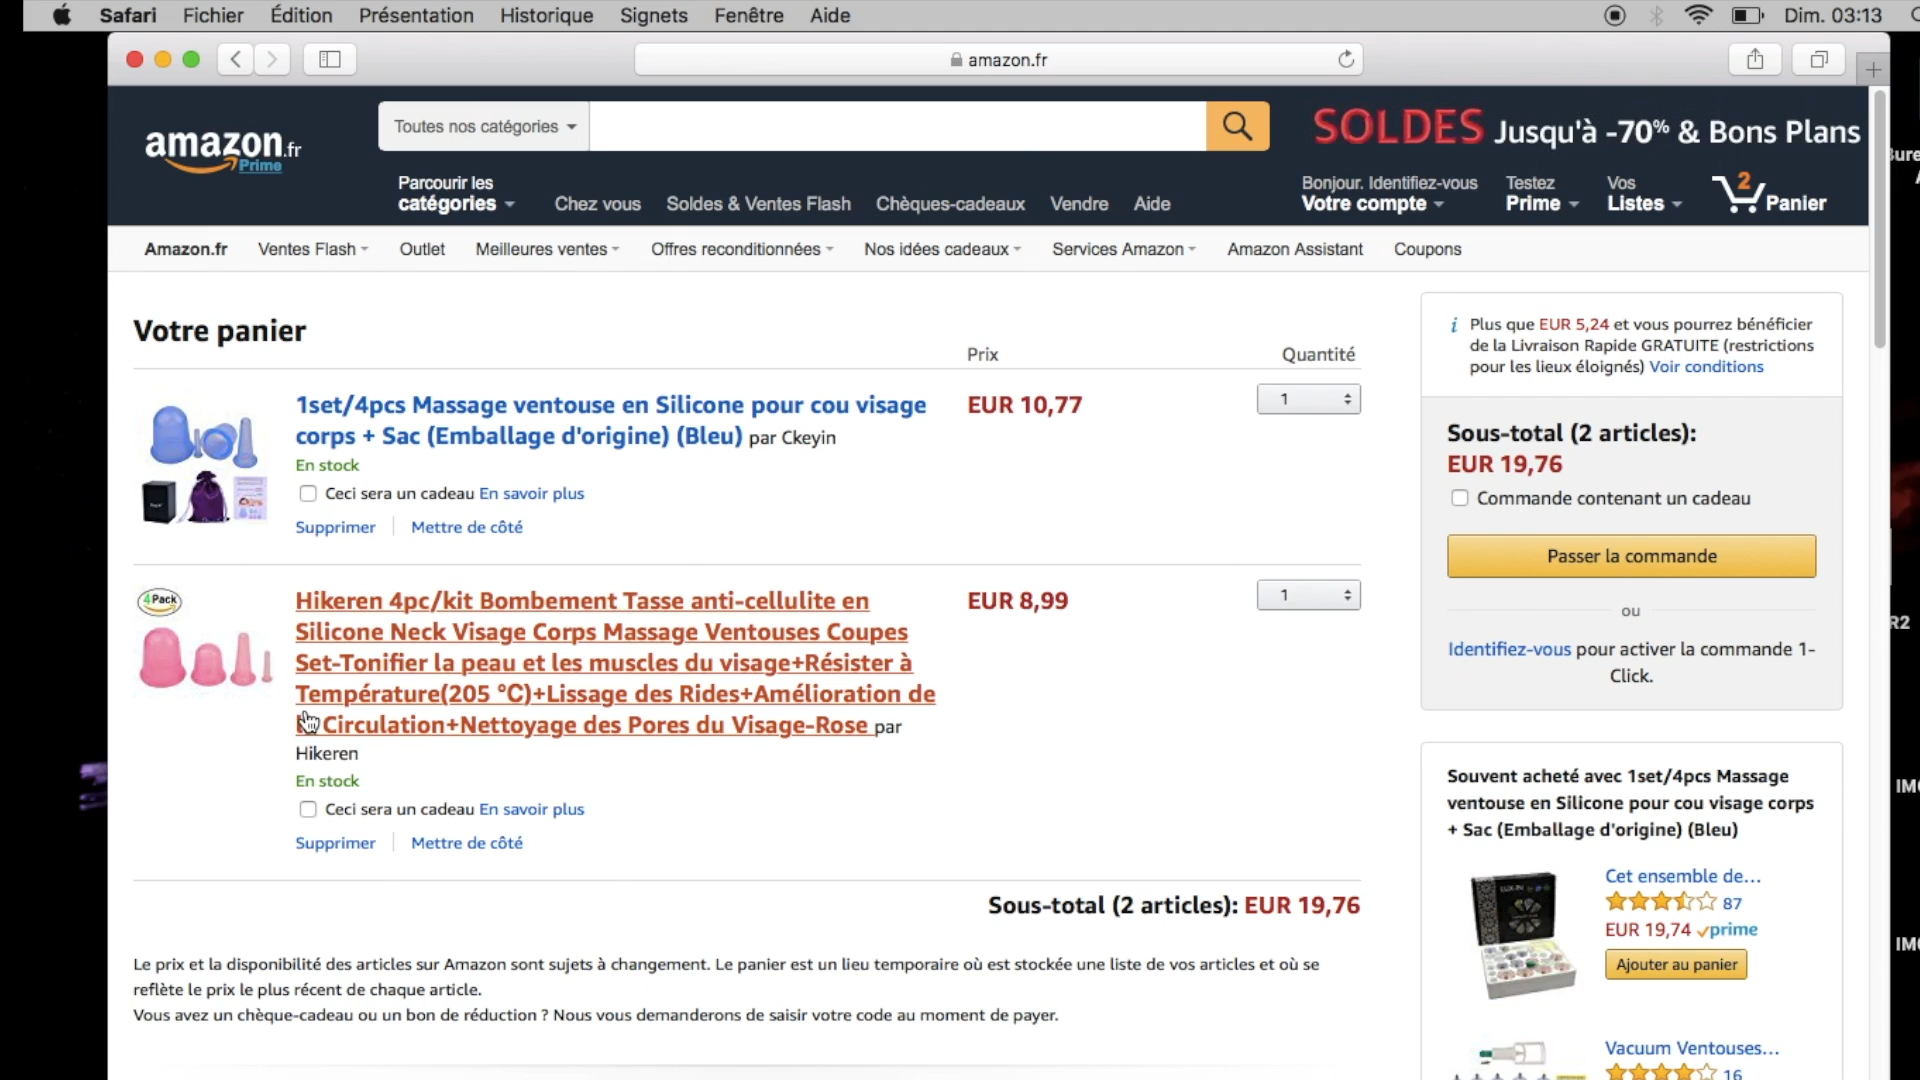 Safari Fichier Édition Présentation Historique Signets Fenêtre Aide
Dim. 03:13
amazon.fr
amazon.fr
Prime
Toutes nos catégories
SOLDES Jusqu'à -70% & Bons Plans
Parcourir les
catégories
Chez vous Soldes & Ventes Flash Chèques-cadeaux Vendre Aide
Bonjour. Identifiez-vous
Votre compte
Testez
Prime
Vos
Listes
2
Panier
Amazon.fr Ventes Flash Outlet Meilleures ventes Offres reconditionnées Nos idées cadeaux Services Amazon Amazon Assistant Coupons
Votre panier
Prix Quantité
1set/4pcs Massage ventouse en Silicone pour cou visage
corps + Sac (Emballage d'origine) (Bleu) par Ckeyin
EUR 10,77
1
En stock
Ceci sera un cadeau En savoir plus
Supprimer Mettre de côté
4 Pack
Hikeren 4pc/kit Bombement Tasse anti-cellulite en
Silicone Neck Visage Corps Massage Ventouses Coupes
Set-Tonifier la peau et les muscles du visage+Résister à
Température(205 °C)+Lissage des Rides+Amélioration de
Circulation+Nettoyage des Pores du Visage-Rose par
Hikeren
EUR 8,99
1
En stock
Ceci sera un cadeau En savoir plus
Supprimer Mettre de côté
Sous-total (2 articles): EUR 19,76
Le prix et la disponibilité des articles sur Amazon sont sujets à changement. Le panier est un lieu temporaire où est stockée une liste de vos articles et où se
reflète le prix le plus récent de chaque article.
Vous avez un chèque-cadeau ou un bon de réduction ? Nous vous demanderons de saisir votre code au moment de payer.
Plus que EUR 5,24 et vous pourrez bénéficier
de la Livraison Rapide GRATUITE (restrictions
pour les lieux éloignés) Voir conditions
Sous-total (2 articles):
EUR 19,76
Commande contenant un cadeau
Passer la commande
ou
Identifiez-vous pour activer la commande 1-
Click.
Souvent acheté avec 1set/4pcs Massage
ventouse en Silicone pour cou visage corps
+ Sac (Emballage d'origine) (Bleu)
Cet ensemble de…
87
EUR 19,74 prime
Ajouter au panier
Vacuum Ventouses…
16